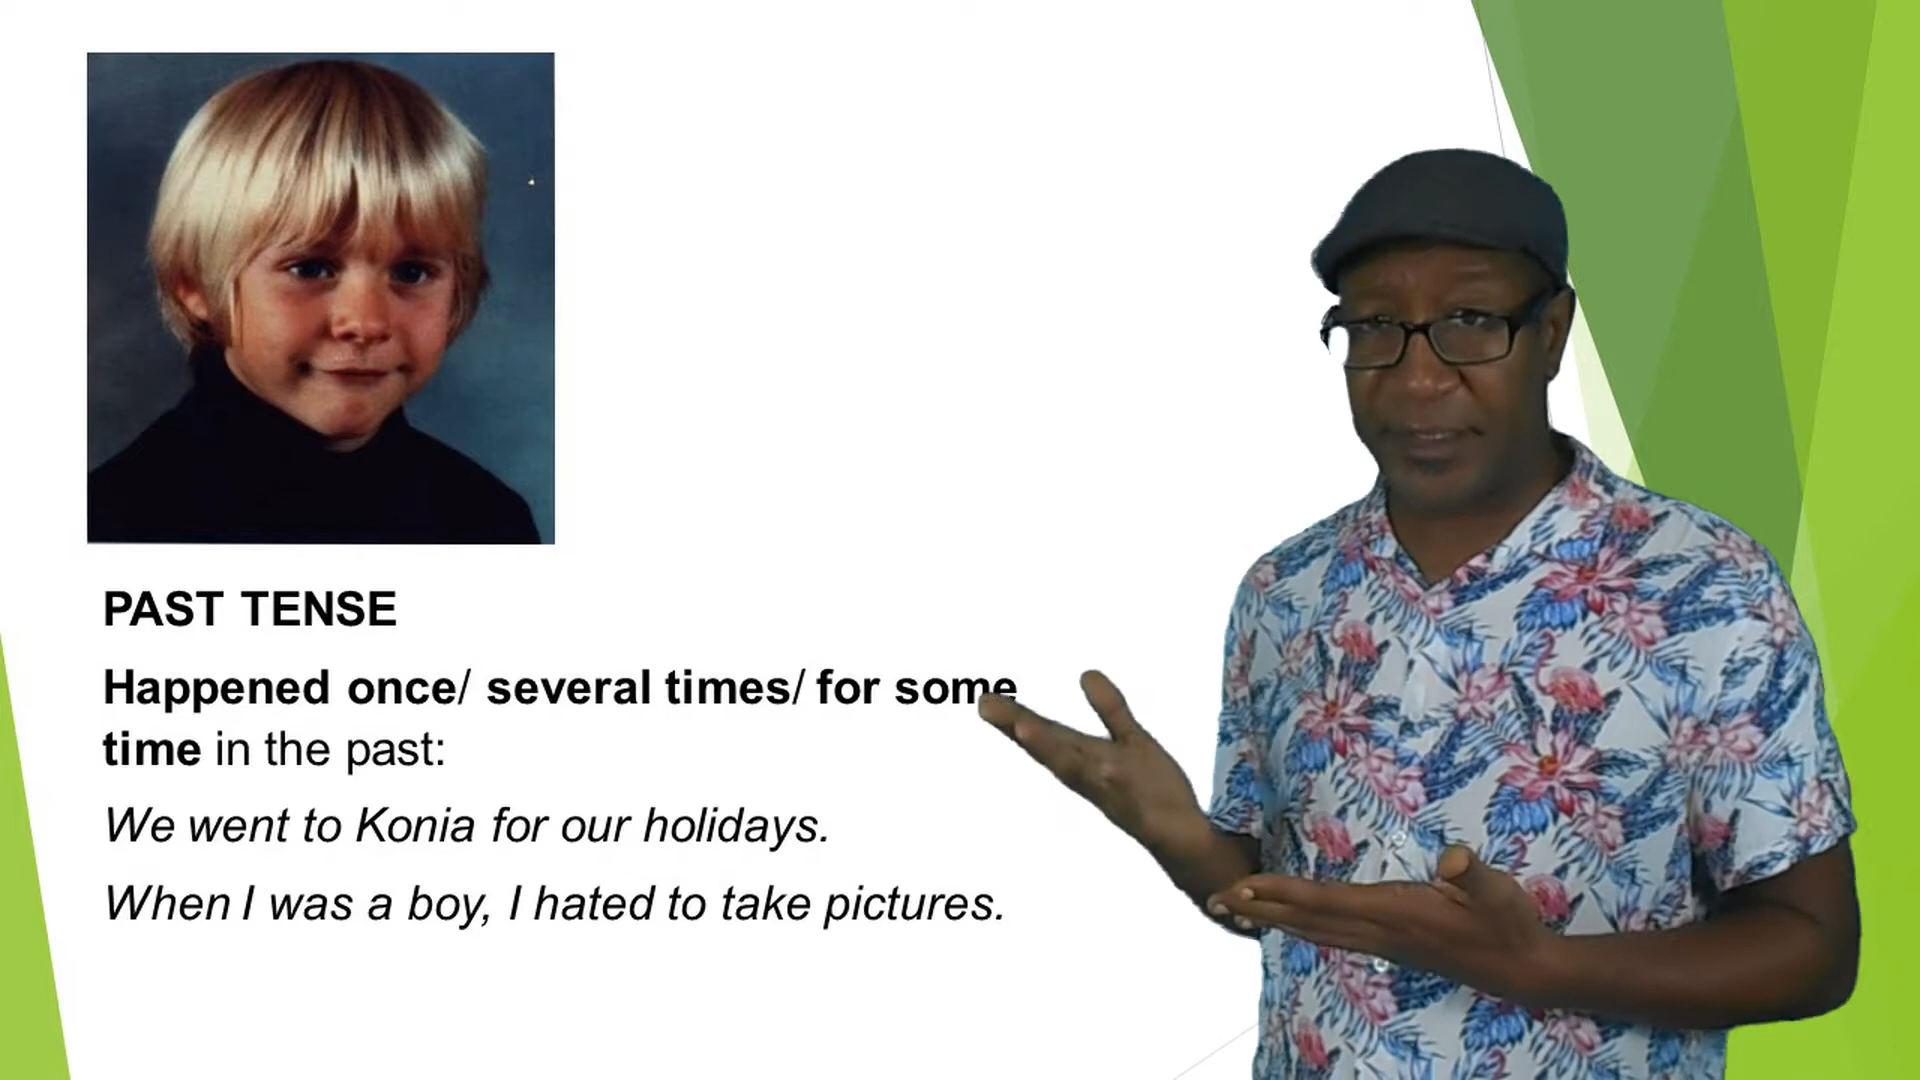 PAST TENSE
Happened once/ several times/ for some
time in the past:
We went to Konia for our holidays.
When I was a boy, I hated to take pictures.